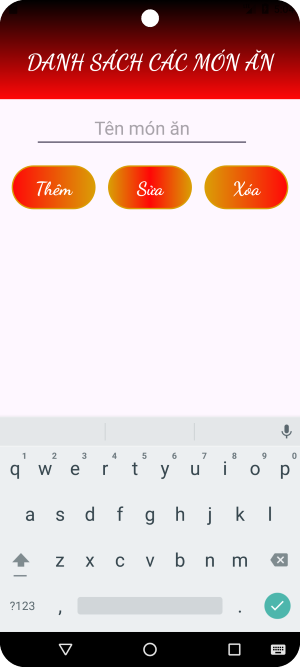 DANH SÁCH CÁC MÓN ĂN
Tên món ăn
Thêm Sửa Xóa
1 2 3 4 5 6 7 8 9 0
q w e r t y u i o p
a s d f g h j k l
z x c v b n m
?123 , .